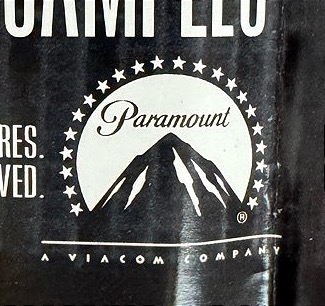 RES.
VED.
Paramount
®
A VIACOM COMPANY